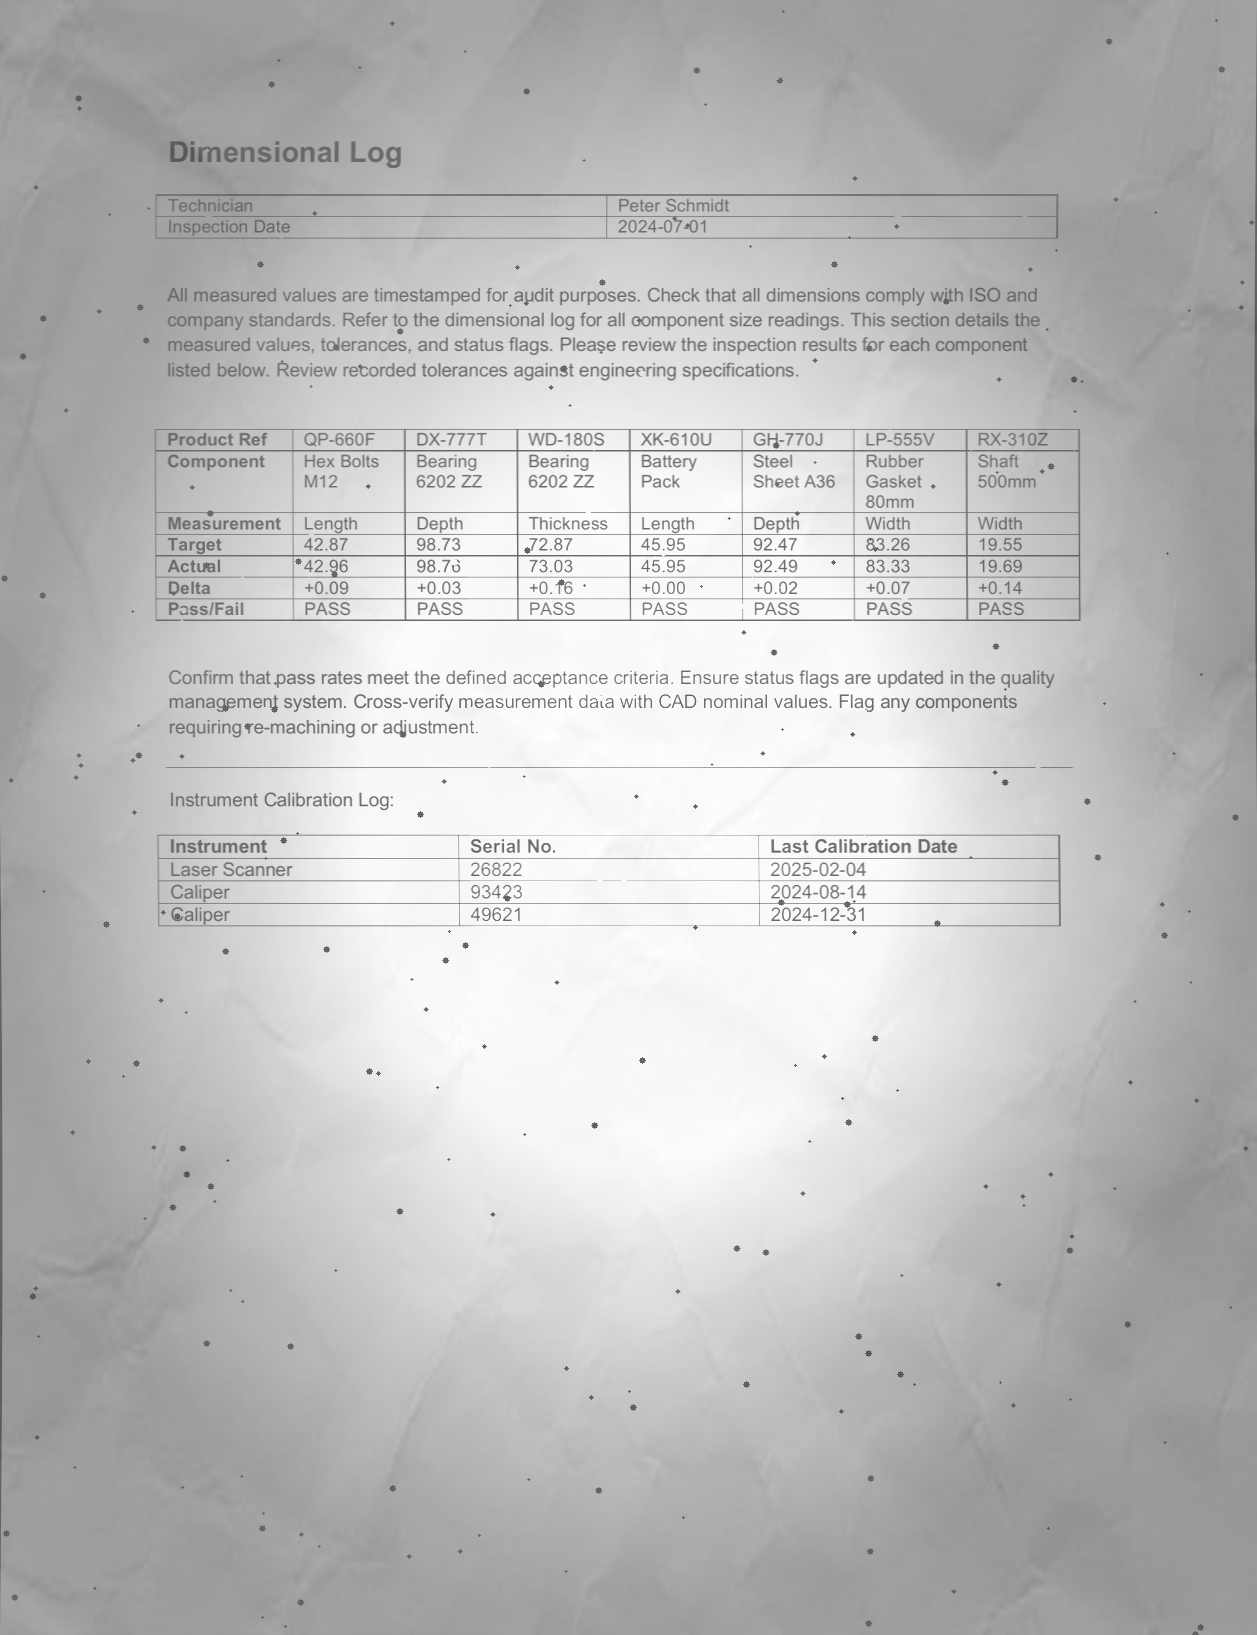 Dimensional Log
Technician Peter Schmidt
Inspection Date 2024-07-01
All measured values are timestamped for audit purposes. Check that all dimensions comply with ISO and
company standards. Refer to the dimensional log for all component size readings. This section details the
measured values, tolerances, and status flags. Please review the inspection results for each component
listed below. Review recorded tolerances against engineering specifications.
Product Ref QP-660F DX-777T WD-180S XK-610U GH-770J LP-555V RX-310Z
Component Hex Bolts Bearing Bearing Battery Steel Rubber Shaft
M12 6202 ZZ 6202 ZZ Pack Sheet A36 Gasket 500mm
80mm
Measurement Length Depth Thickness Length Depth Width Width
Target 42.87 98.73 72.87 45.95 92.47 83.26 19.55
Actual 42.96 98.76 73.03 45.95 92.49 83.33 19.69
Delta +0.09 +0.03 +0.16 +0.00 +0.02 +0.07 +0.14
Pass/Fail PASS PASS PASS PASS PASS PASS PASS
Confirm that pass rates meet the defined acceptance criteria. Ensure status flags are updated in the quality
management system. Cross-verify measurement data with CAD nominal values. Flag any components
requiring re-machining or adjustment.
Instrument Calibration Log:
Instrument Serial No. Last Calibration Date
Laser Scanner 26822 2025-02-04
Caliper 93423 2024-08-14
Caliper 49621 2024-12-31